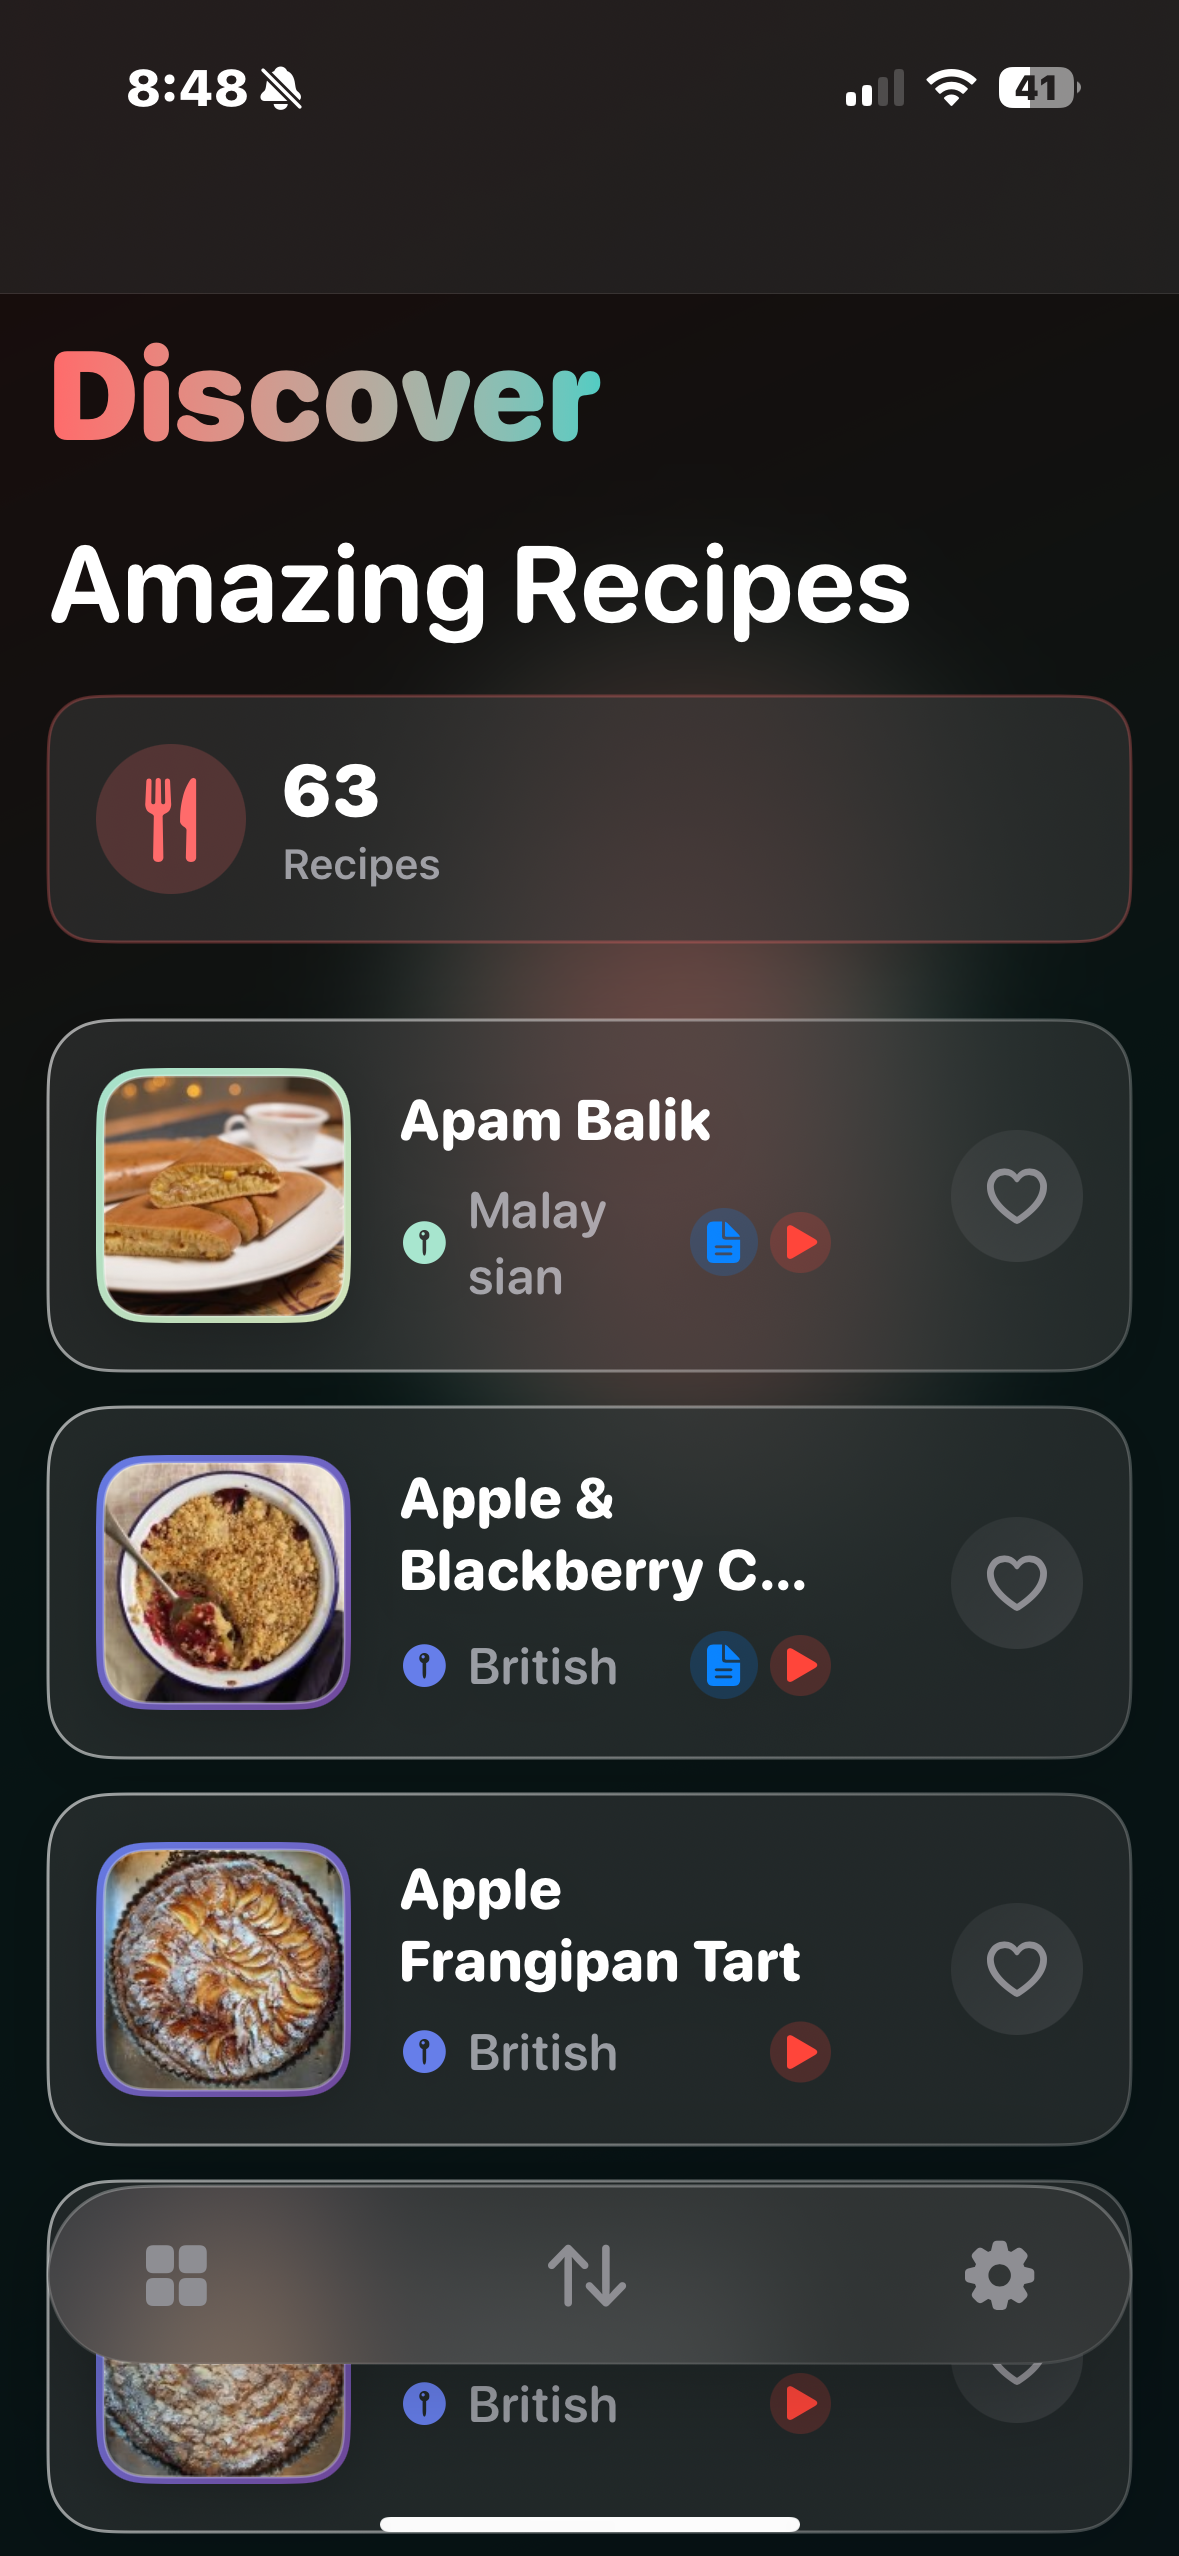 8:48
41
Discover
Amazing Recipes
63
Recipes
Apam Balik
Malay
sian
Apple &
Blackberry C...
British
Apple
Frangipan Tart
British
British